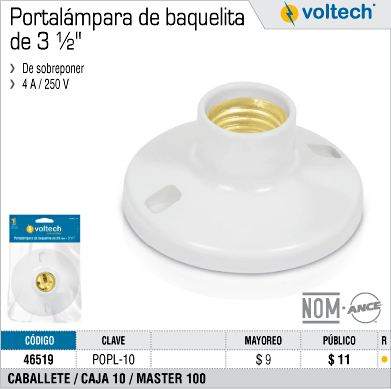 Portalámpara de baquelita
de 3 ½"
voltech
› De sobreponer
› 4 A / 250 V
voltech
NOM-ANCE
CÓDIGO CLAVE MAYOREO PÚBLICO R
46519 POPL-10 $ 9 $ 11
CABALLETE / CAJA 10 / MASTER 100